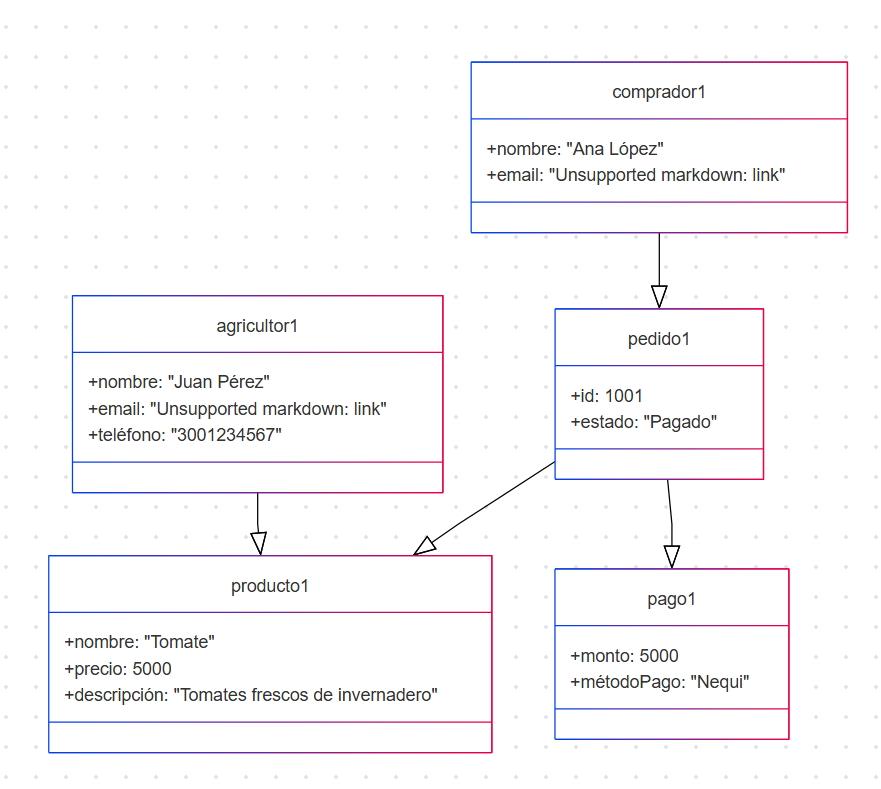 comprador1
+nombre: "Ana López"
+email: "Unsupported markdown: link"
agricultor1
+nombre: "Juan Pérez"
+email: "Unsupported markdown: link"
+teléfono: "3001234567"
pedido1
+id: 1001
+estado: "Pagado"
producto1
+nombre: "Tomate"
+precio: 5000
+descripción: "Tomates frescos de invernadero"
pago1
+monto: 5000
+métodoPago: "Nequi"